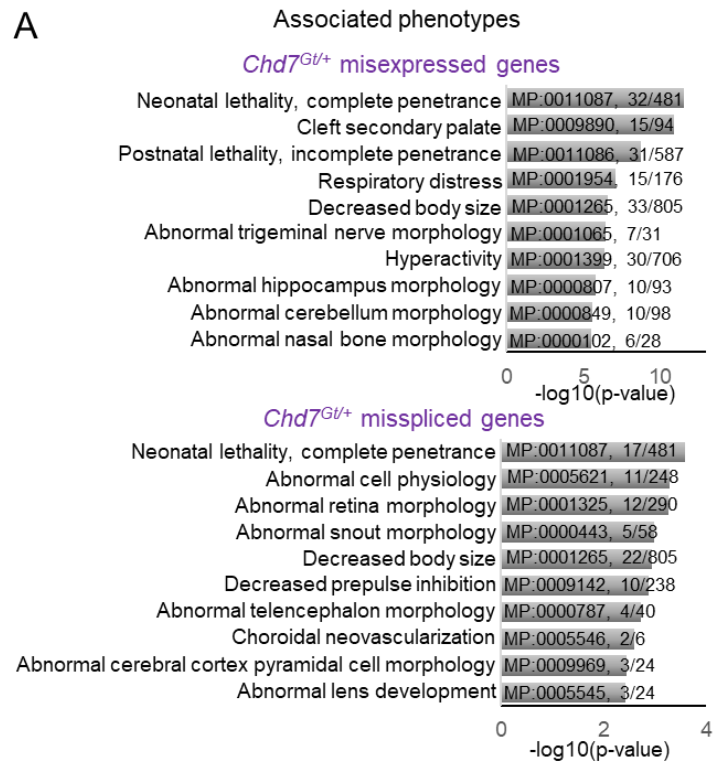 A
Associated phenotypes
Chd7Gt/+ misexpressed genes
Neonatal lethality, complete penetrance MP:0011087, 32/481
Cleft secondary palate MP:0009890, 15/94
Postnatal lethality, incomplete penetrance MP:0011086, 31/587
Respiratory distress MP:0001954, 15/176
Decreased body size MP:0001265, 33/805
Abnormal trigeminal nerve morphology MP:0001065, 7/31
Hyperactivity MP:0001399, 30/706
Abnormal hippocampus morphology MP:0000807, 10/93
Abnormal cerebellum morphology MP:0000849, 10/98
Abnormal nasal bone morphology MP:0000102, 6/28
0 5 10
-log10(p-value)
Chd7Gt/+ misspliced genes
Neonatal lethality, complete penetrance MP:0011087, 17/481
Abnormal cell physiology MP:0005621, 11/248
Abnormal retina morphology MP:0001325, 12/290
Abnormal snout morphology MP:0000443, 5/58
Decreased body size MP:0001265, 22/805
Decreased prepulse inhibition MP:0009142, 10/238
Abnormal telencephalon morphology MP:0000787, 4/40
Choroidal neovascularization MP:0005546, 2/6
Abnormal cerebral cortex pyramidal cell morphology MP:0009969, 3/24
Abnormal lens development MP:0005545, 3/24
0 2 4
-log10(p-value)